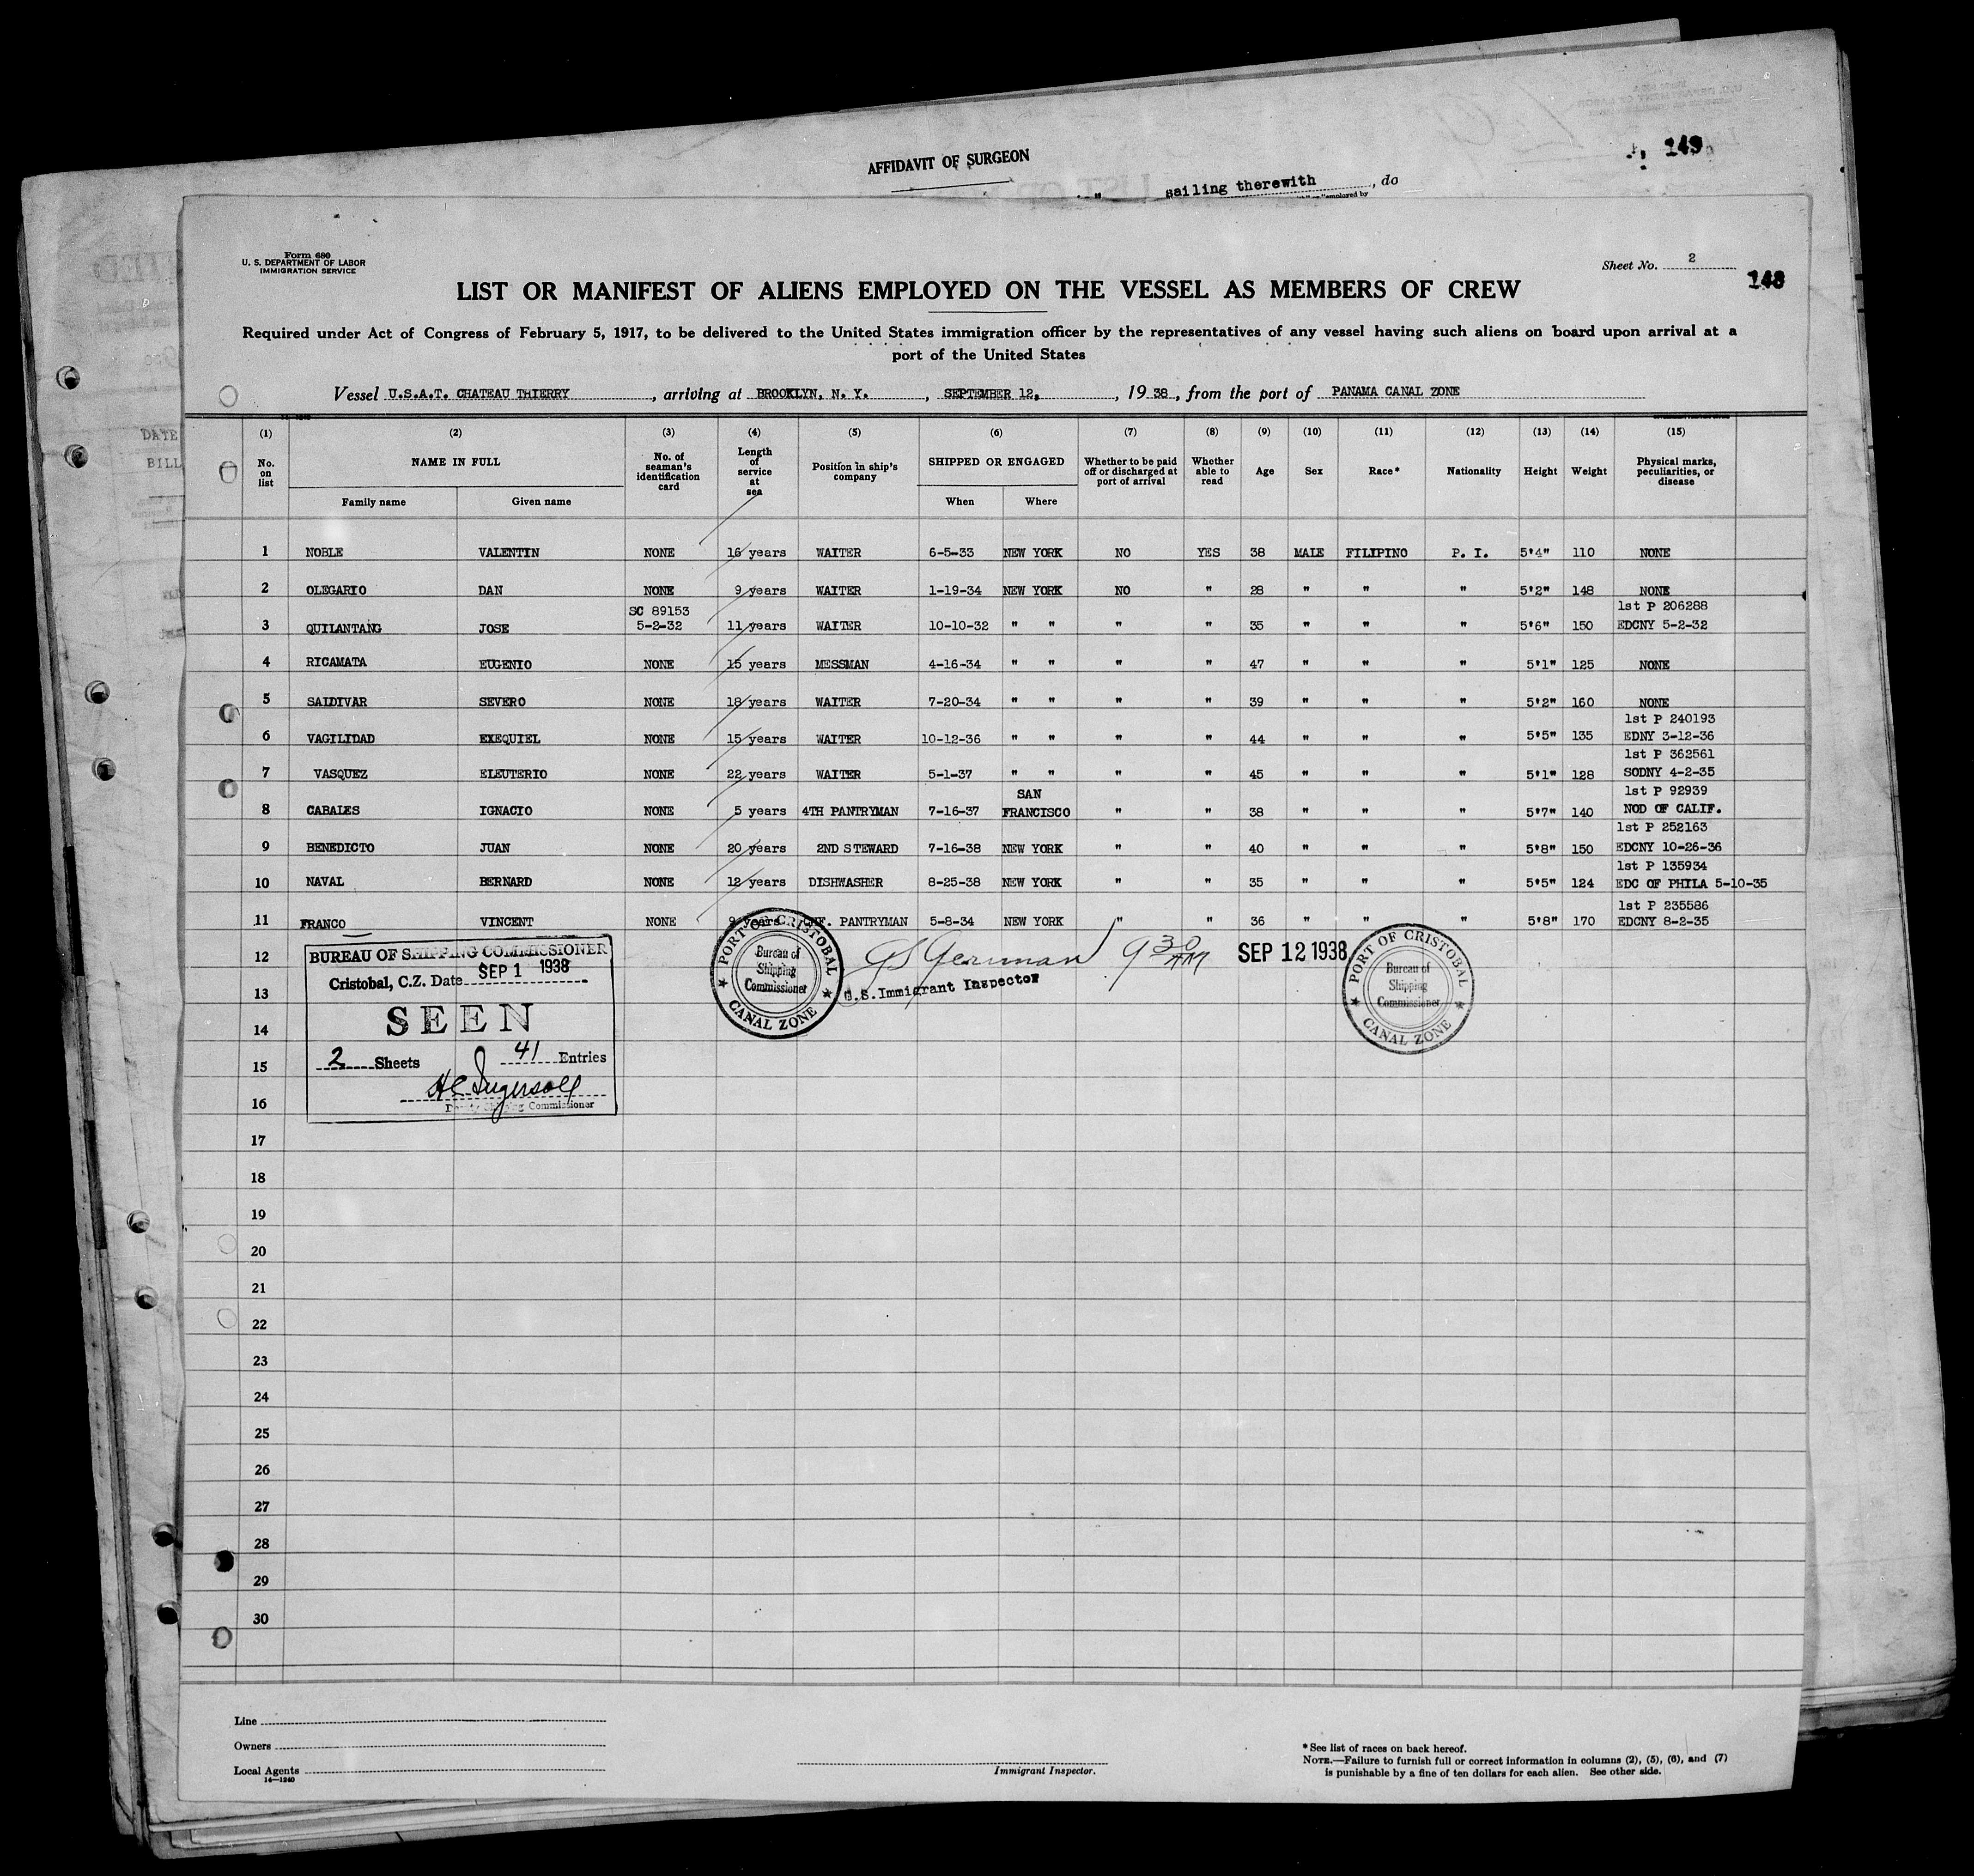 AFFIDAVIT OF SURGEON
149
sailing therewith, do
Form 680
U. S. DEPARTMENT OF LABOR
IMMIGRATION SERVICE
Sheet No. 2
148
LIST OR MANIFEST OF ALIENS EMPLOYED ON THE VESSEL AS MEMBERS OF CREW
Required under Act of Congress of February 5, 1917, to be delivered to the United States immigration officer by the representatives of any vessel having such aliens on board upon arrival at a
port of the United States
Vessel U.S.A.T. CHATEAU THIERRY, arriving at BROOKLYN, N. Y., SEPTEMBER 12, 1938, from the port of PANAMA CANAL ZONE
DATE
BILL
(1) (2) (3) (4) (5) (6) (7) (8) (9) (10) (11) (12) (13) (14) (15)
No. on list NAME IN FULL No. of seaman's identification card Length of service at sea Position in ship's company SHIPPED OR ENGAGED Whether to be paid off or discharged at port of arrival Whether able to read Age Sex Race* Nationality Height Weight Physical marks, peculiarities, or disease
Family name Given name When Where
1 NOBLE VALENTIN NONE 16 years WAITER 6-5-33 NEW YORK NO YES 38 MALE FILIPINO P. I. 5'4" 110 NONE
2 OLEGARIO DAN NONE 9 years WAITER 1-19-34 NEW YORK NO " 28 " " " 5'2" 148 NONE
SC 89153 1st P 206288
3 QUILANTANG JOSE 5-2-32 11 years WAITER 10-10-32 " " " " 35 " " " 5'6" 150 EDCNY 5-2-32
4 RICAMATA EUGENIO NONE 15 years MESSMAN 4-16-34 " " " " 47 " " " 5'1" 125 NONE
5 SALDIVAR SEVERO NONE 18 years WAITER 7-20-34 " " " " 39 " " " 5'2" 160 NONE
1st P 240193
6 VAGILIDAD EXEQUIEL NONE 15 years WAITER 10-12-36 " " " " 44 " " " 5'5" 135 EDNY 3-12-36
1st P 362561
7 VASQUEZ ELEUTERIO NONE 22 years WAITER 5-1-37 " " " " 45 " " " 5'1" 128 SODNY 4-2-35
SAN 1st P 92939
8 CABALES IGNACIO NONE 5 years 4TH PANTRYMAN 7-16-37 FRANCISCO " " 38 " " " 5'7" 140 NOD OF CALIF.
1st P 252163
9 BENEDICTO JUAN NONE 20 years 2ND STEWARD 7-16-38 NEW YORK " " 40 " " " 5'8" 150 EDCNY 10-26-36
1st P 135934
10 NAVAL BERNARD NONE 12 years DISHWASHER 8-25-38 NEW YORK " " 35 " " " 5'5" 124 EDC OF PHILA 5-10-35
1st P 235586
11 FRANCO VINCENT NONE 9 years CHF. PANTRYMAN 5-8-34 NEW YORK " " 36 " " " 5'8" 170 EDCNY 8-2-35
12
13
14
15
16
17
18
19
20
21
22
23
24
25
26
27
28
29
30
BUREAU OF SHIPPING COMMISSIONER
Cristobal, C.Z. Date SEP 1 1938
SEEN
2 Sheets 41 Entries
HC Ingersoll
Deputy Shipping Commissioner
PORT OF CRISTOBAL
Bureau of
Shipping
Commissioner
CANAL ZONE
German 9 30 AM SEP 12 1938
U.S. Immigrant Inspector
PORT OF CRISTOBAL
Bureau of
Shipping
Commissioner
CANAL ZONE
Line
Owners
Local Agents
14—1240
Immigrant Inspector.
* See list of races on back hereof.
NOTE.—Failure to furnish full or correct information in columns (2), (5), (6), and (7)
is punishable by a fine of ten dollars for each alien. See other side.